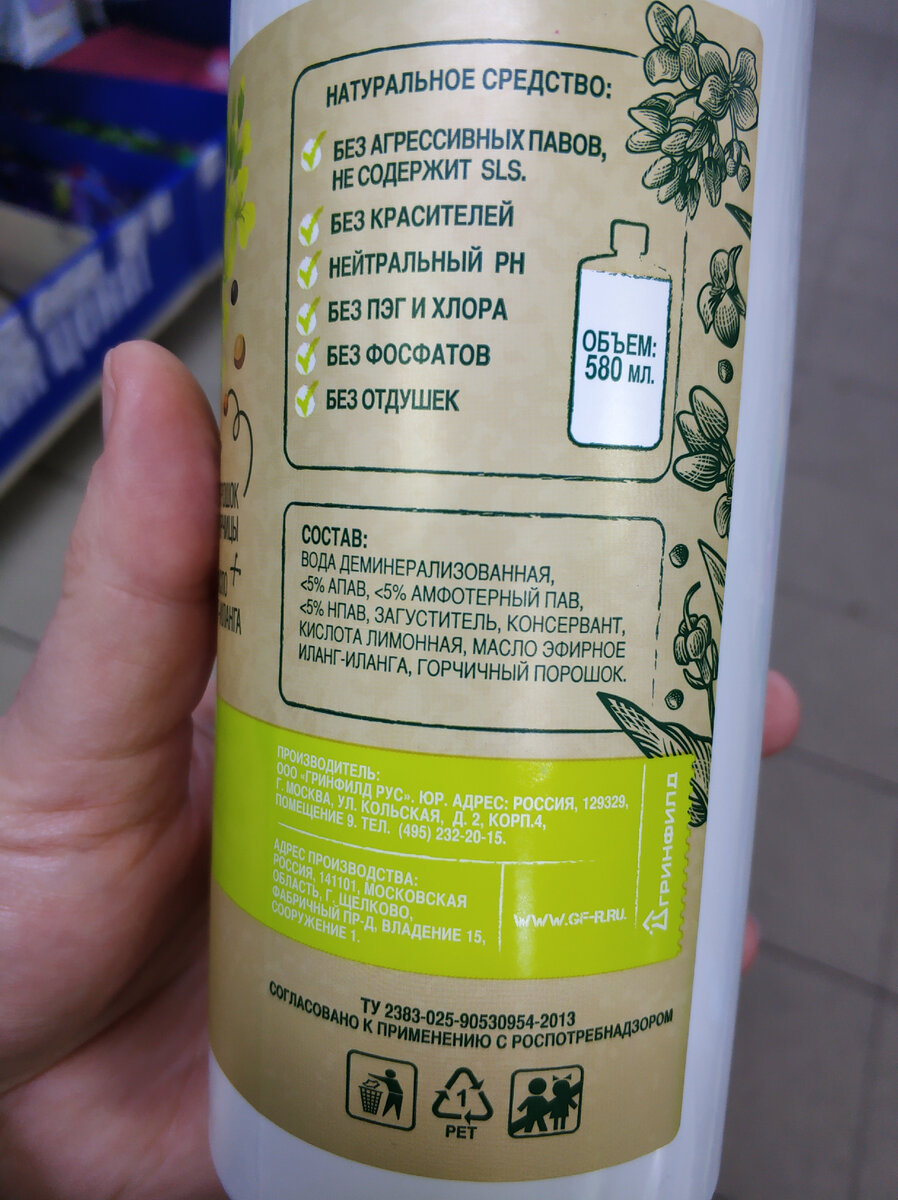 НАТУРАЛЬНОЕ СРЕДСТВО:
БЕЗ АГРЕССИВНЫХ ПАВОВ,
НЕ СОДЕРЖИТ SLS.
БЕЗ КРАСИТЕЛЕЙ
НЕЙТРАЛЬНЫЙ PH
БЕЗ ПЭГ И ХЛОРА
БЕЗ ФОСФАТОВ
БЕЗ ОТДУШЕК
ОБЪЕМ:
580 МЛ.
СОСТАВ:
ВОДА ДЕМИНЕРАЛИЗОВАННАЯ,
<5% АПАВ, <5% АМФОТЕРНЫЙ ПАВ,
<5% НПАВ, ЗАГУСТИТЕЛЬ, КОНСЕРВАНТ,
КИСЛОТА ЛИМОННАЯ, МАСЛО ЭФИРНОЕ
ИЛАНГ-ИЛАНГА, ГОРЧИЧНЫЙ ПОРОШОК.
ПРОИЗВОДИТЕЛЬ:
ООО «ГРИНФИЛД РУС». ЮР. АДРЕС: РОССИЯ, 129329,
Г. МОСКВА, УЛ. КОЛЬСКАЯ, Д. 2, КОРП.4,
ПОМЕЩЕНИЕ 9. ТЕЛ. (495) 232-20-15.
АДРЕС ПРОИЗВОДСТВА:
РОССИЯ, 141101, МОСКОВСКАЯ
ОБЛАСТЬ, Г. ЩЕЛКОВО,
ФАБРИЧНЫЙ ПР-Д, ВЛАДЕНИЕ 15,
СООРУЖЕНИЕ 1.
WWW.GF-R.RU.
ГРИНФИЛД
ТУ 2383-025-90530954-2013
СОГЛАСОВАНО К ПРИМЕНЕНИЮ С РОСПОТРЕБНАДЗОРОМ
1
PET
цена!